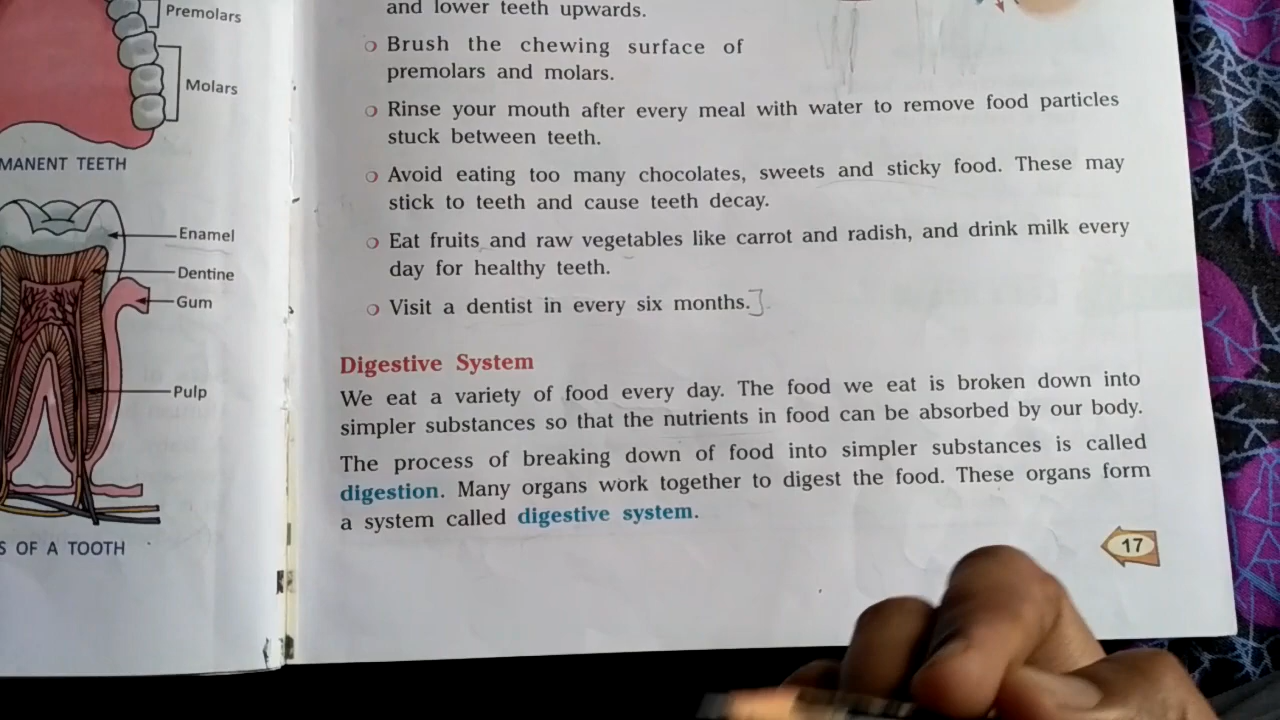 Premolars
Molars
MANENT TEETH
Enamel
Dentine
Gum
Pulp
S OF A TOOTH
and lower teeth upwards.
Brush the chewing surface of
premolars and molars.
Rinse your mouth after every meal with water to remove food particles
stuck between teeth.
Avoid eating too many chocolates, sweets and sticky food. These may
stick to teeth and cause teeth decay.
Eat fruits and raw vegetables like carrot and radish, and drink milk every
day for healthy teeth.
Visit a dentist in every six months.
Digestive System
We eat a variety of food every day. The food we eat is broken down into
simpler substances so that the nutrients in food can be absorbed by our body.
The process of breaking down of food into simpler substances is called
digestion. Many organs work together to digest the food. These organs form
a system called digestive system.
17